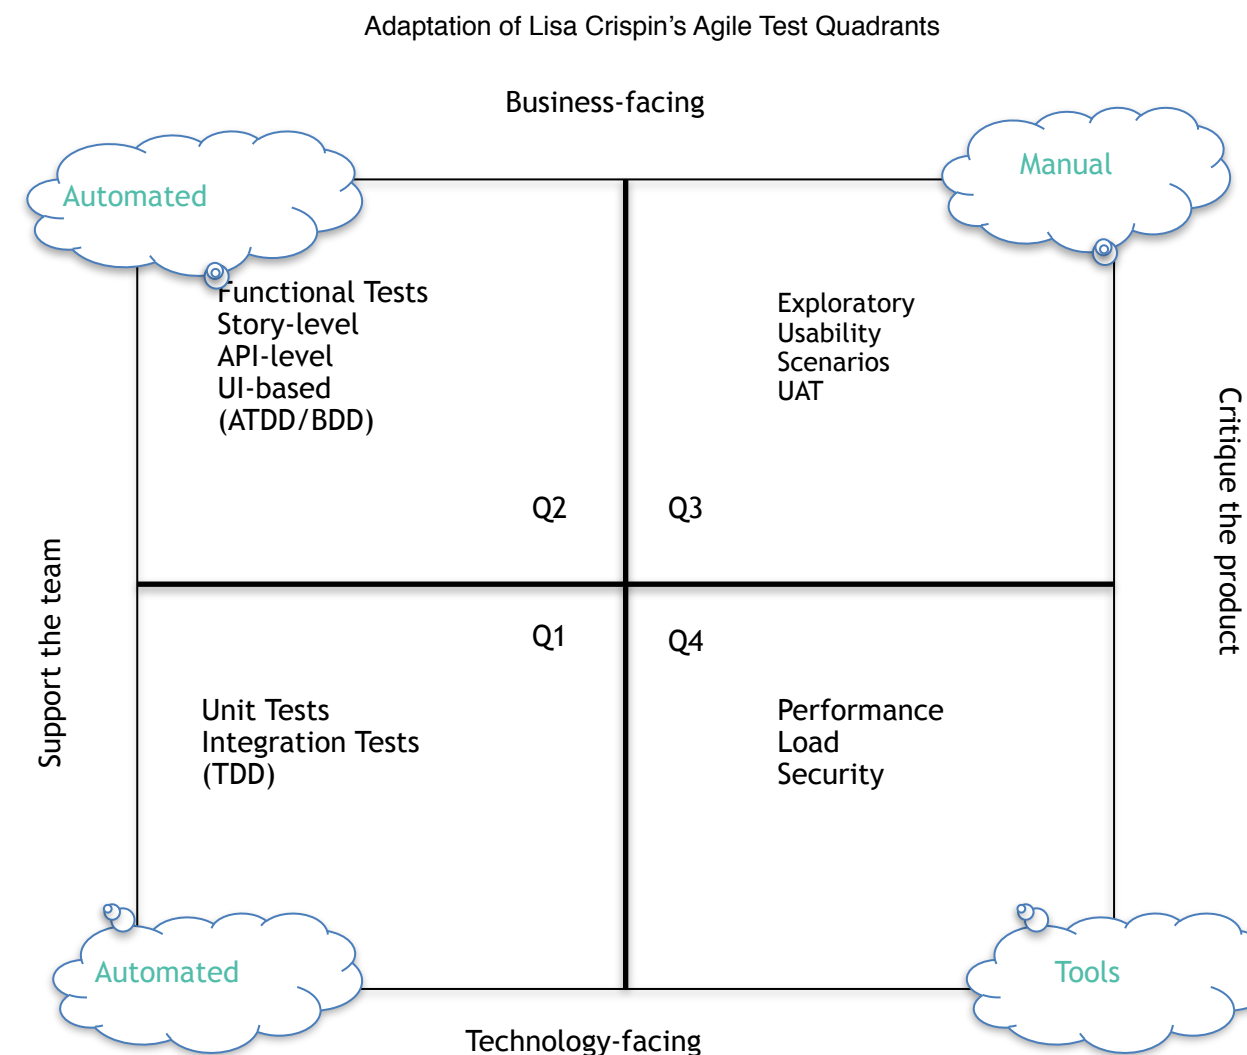 Adaptation of Lisa Crispin’s Agile Test Quadrants
Business-facing
Automated
Manual
Functional Tests
Story-level
API-level
UI-based
(ATDD/BDD)
Exploratory
Usability
Scenarios
UAT
Q2
Q3
Support the team
Critique the product
Q1
Q4
Unit Tests
Integration Tests
(TDD)
Performance
Load
Security
Automated
Tools
Technology-facing